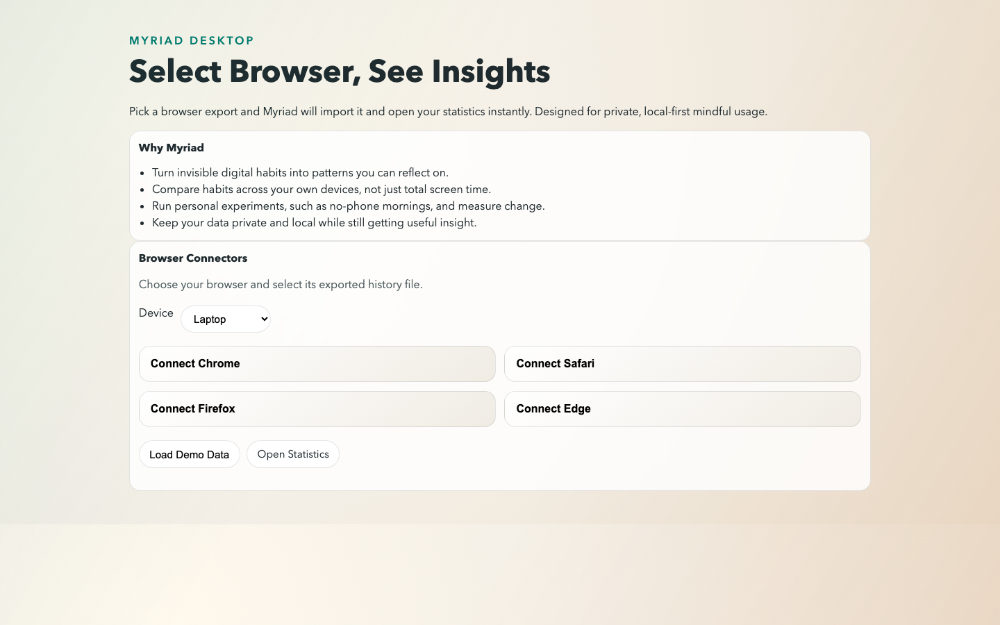 MYRIAD DESKTOP
Select Browser, See Insights
Pick a browser export and Myriad will import it and open your statistics instantly. Designed for private, local-first mindful usage.
Why Myriad
• Turn invisible digital habits into patterns you can reflect on.
• Compare habits across your own devices, not just total screen time.
• Run personal experiments, such as no-phone mornings, and measure change.
• Keep your data private and local while still getting useful insight.
Browser Connectors
Choose your browser and select its exported history file.
Device Laptop
Connect Chrome
Connect Safari
Connect Firefox
Connect Edge
Load Demo Data
Open Statistics